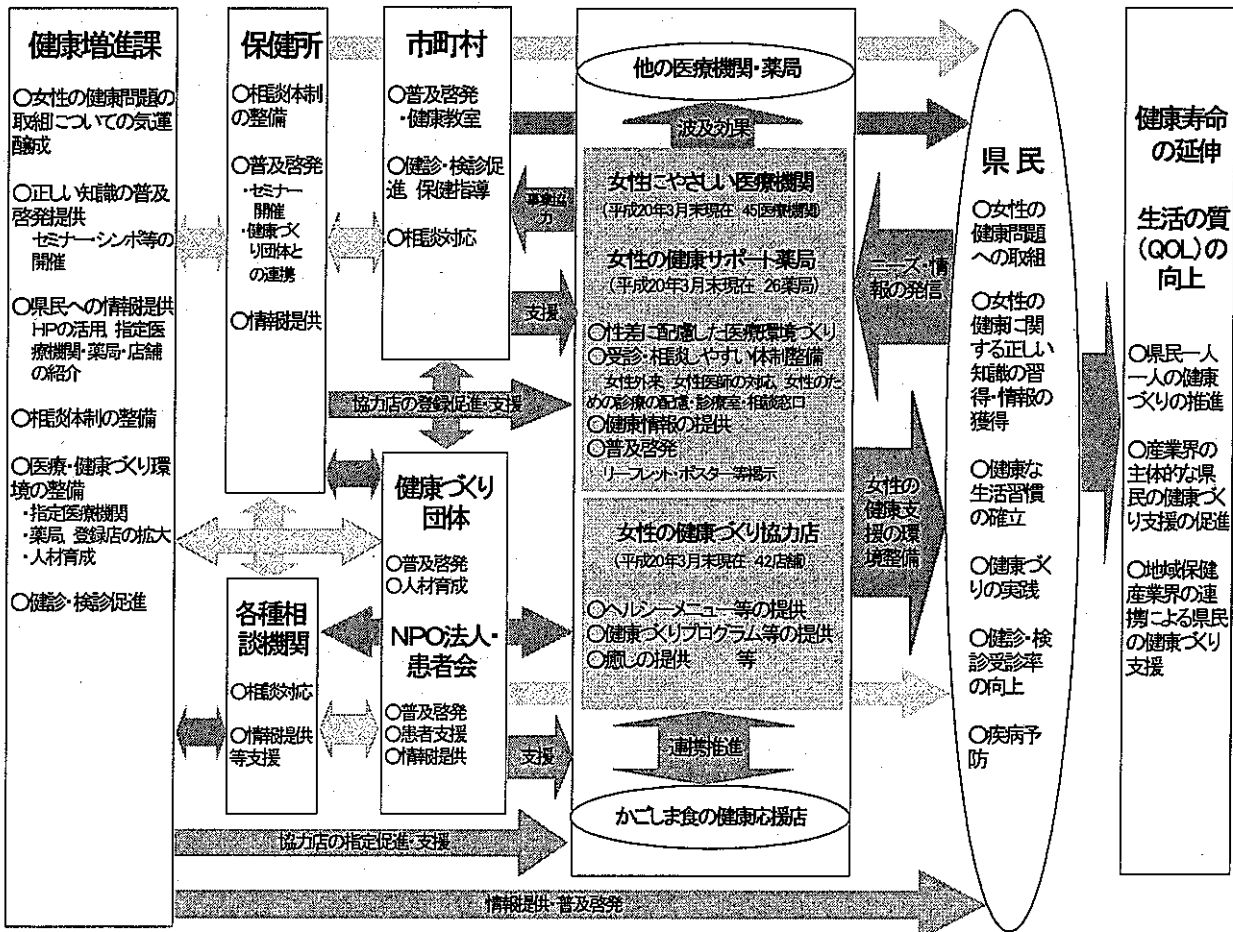 健康増進課
○女性の健康問題の
取組についての気運
醸成
○正しい知識の普及
啓発提供
セミナー・シンポ等の
開催
○県民への情報提供
HPの活用、指定医
療機関・薬局・店舗
の紹介
○相談体制の整備
○医療・健康づくり環
境の整備
・指定医療機関
・薬局、登録店の拡大
・人材育成
○健診・検診促進
保健所
○相談体制
の整備
○普及啓発
・セミナー
開催
・健康づく
り団体と
の連携
○情報提供
各種相
談機関
○相談対応
○情報提供
等支援
市町村
○普及啓発
・健康教室
○健診・検診促
進、保健指導
○相談対応
健康づくり
団体
○普及啓発
○人材育成
NPO法人・
患者会
○普及啓発
○患者支援
○情報提供
事業協
力
支援
協力店の登録促進・支援
支援
協力店の指定促進・支援
情報提供・普及啓発
他の医療機関・薬局
波及効果
女性にやさしい医療機関
(平成20年3月末現在 45医療機関)
女性の健康サポート薬局
(平成20年3月末現在 26薬局)
○性差に配慮した医療環境づくり
○受診・相談しやすい体制整備
女性外来、女性医師の対応、女性のた
めの診療の配慮・診療室・相談窓口
○健康情報の提供
○普及啓発
リーフレット・ポスター等掲示
女性の健康づくり協力店
(平成20年3月末現在 42店舗)
○ヘルシーメニュー等の提供
○健康づくりプログラム等の提供
○癒しの提供 等
連携推進
かごしま食の健康応援店
ニーズ・情
報の発信
女性の
健康支
援の環
境整備
県民
○女性の
健康問題
への取組
○女性の
健康に関
する正しい
知識の習
得・情報の
獲得
○健康な
生活習慣
の確立
○健康づく
りの実践
○健診・検
診受診率
の向上
○疾病予
防
健康寿命
の延伸
生活の質
(QOL)の
向上
○県民一人
一人の健康
づくりの推進
○産業界の
主体的な県
民の健康づく
り支援の促進
○地域保健
産業界の連
携による県民
の健康づくり
支援